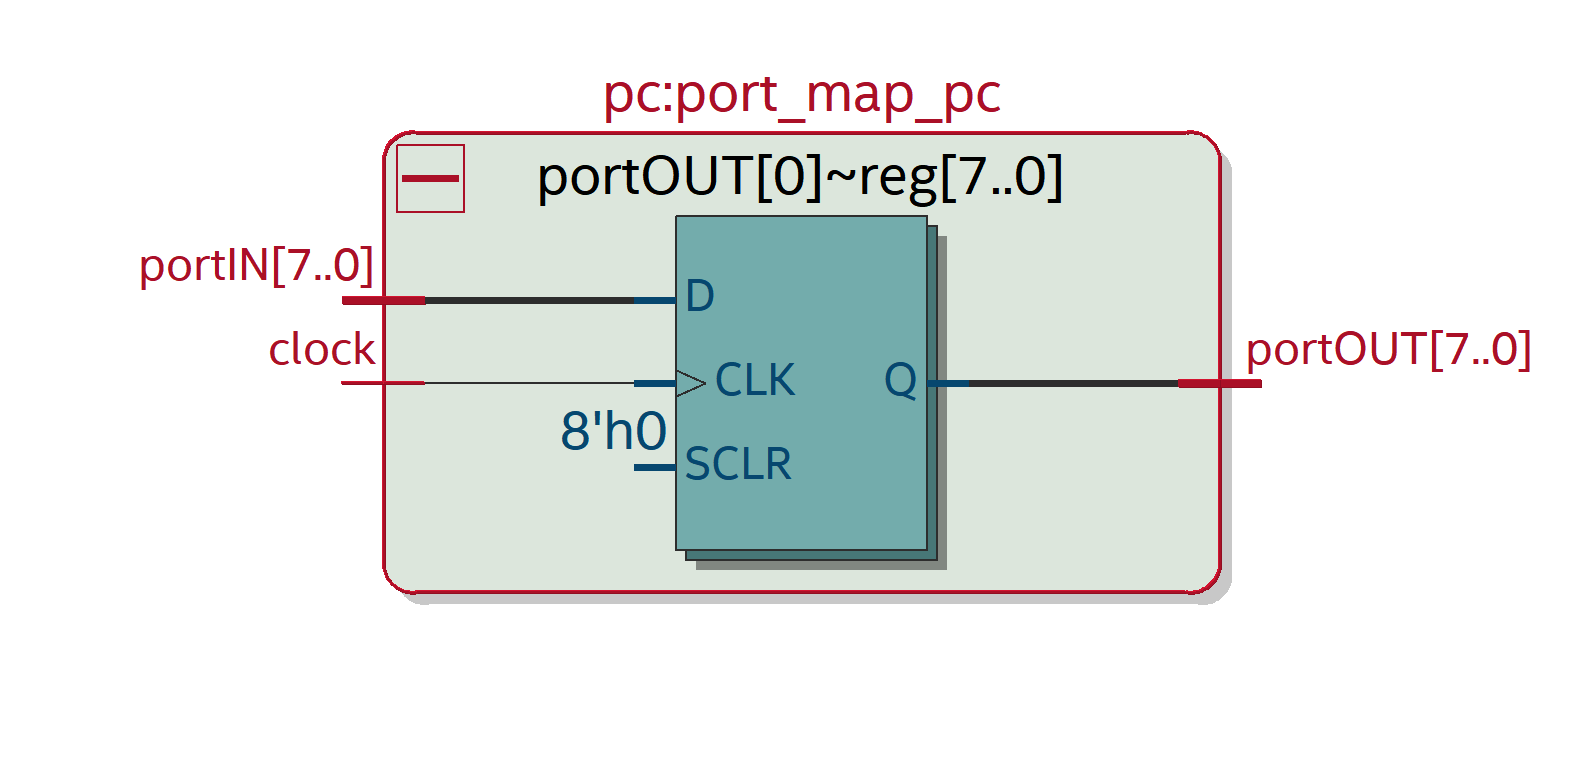 pc:port_map_pc
portOUT[0]~reg[7..0]
portIN[7..0]
D
clock
CLK
Q
portOUT[7..0]
8'h0
SCLR